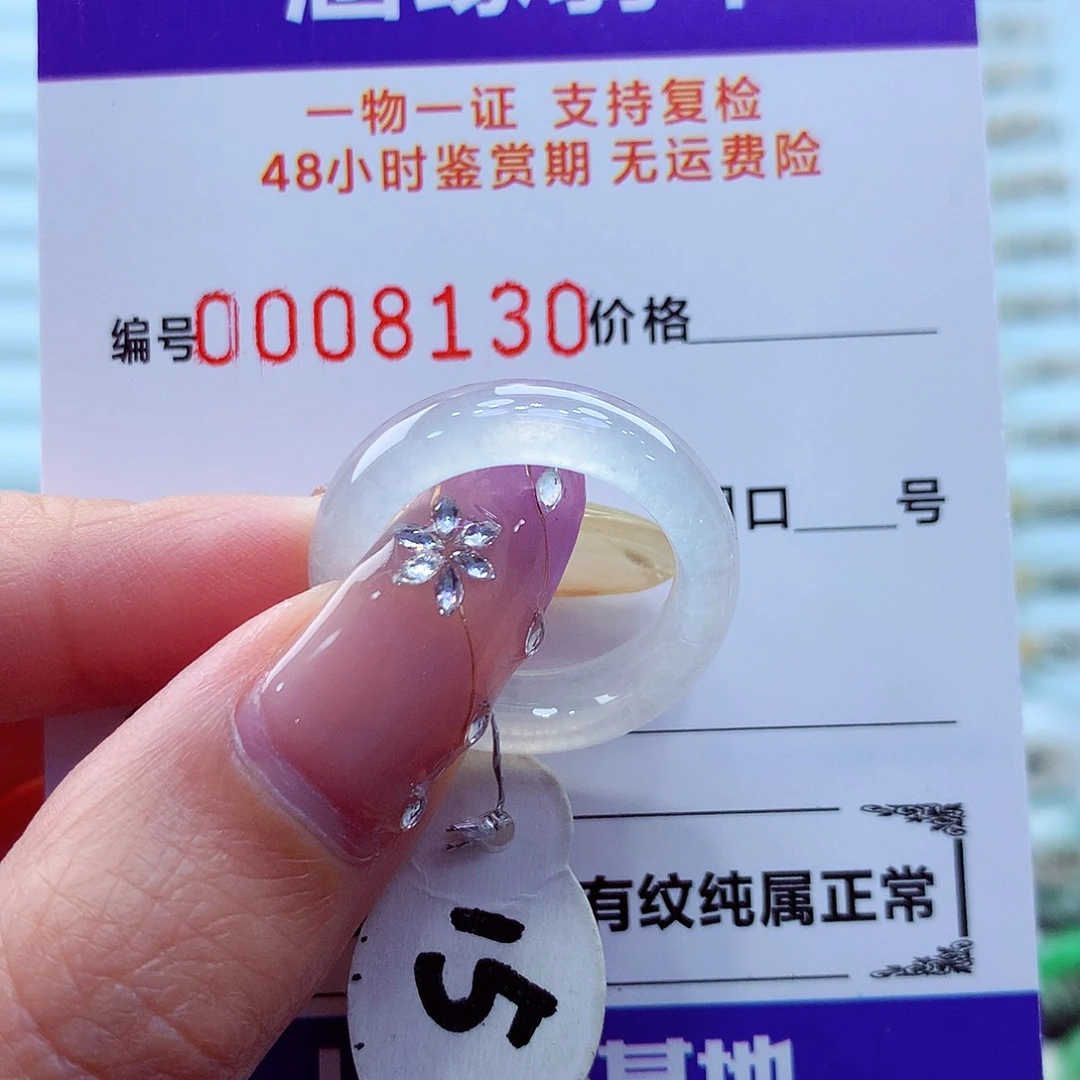 一物一证 支持复检
48小时鉴赏期 无运费险
编号0008130价格
口 号
有纹纯属正常
15
基地